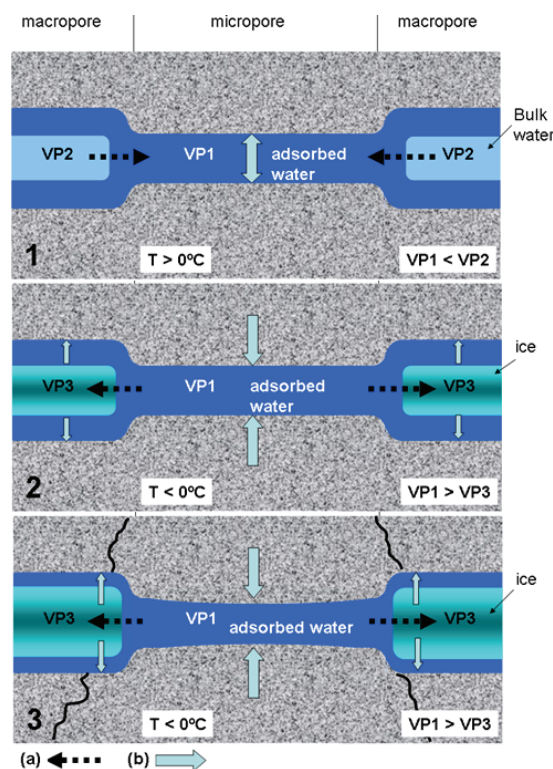 macropore micropore macropore
Bulk
water
VP2 VP1 adsorbed
water VP2
1 T > 0ºC VP1 < VP2
ice
VP3 VP1 adsorbed
water VP3
2 T < 0ºC VP1 > VP3
ice
VP3 VP1 adsorbed water VP3
3 T < 0ºC VP1 > VP3
(a) (b)